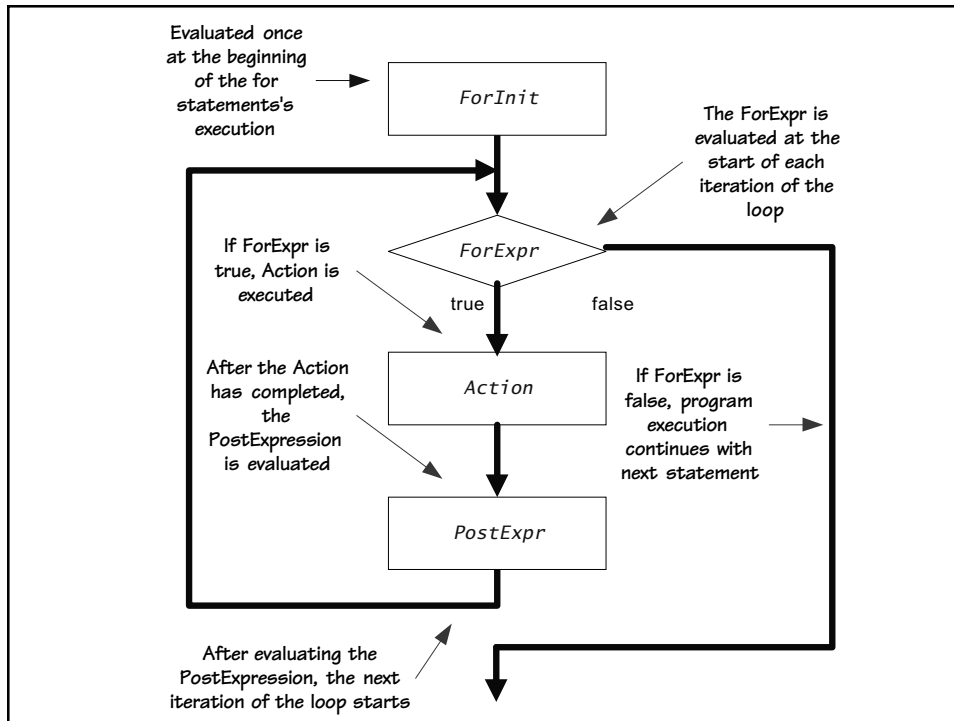 Evaluated once
at the beginning
of the for
statements's
execution
ForInit
The ForExpr is
evaluated at the
start of each
iteration of the
loop
ForExpr
If ForExpr is
true, Action is
executed
true
false
Action
After the Action
has completed,
the
PostExpression
is evaluated
If ForExpr is
false, program
execution
continues with
next statement
PostExpr
After evaluating the
PostExpression, the next
iteration of the loop starts